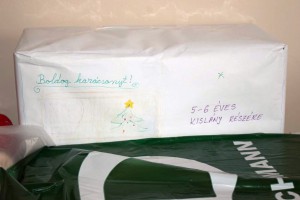 Boldog karácsonyt!
5-6 ÉVES
KISLÁNY RÉSZÉRE
CHMANN